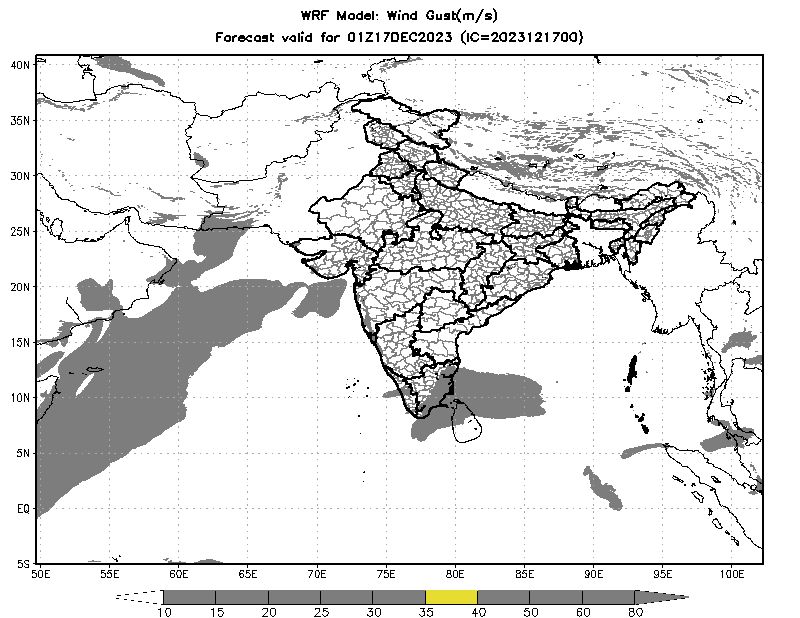 WRF Model: Wind Gust(m/s)
Forecast valid for 01Z17DEC2023 (IC=2023121700)
40N
35N
30N
25N
20N
15N
10N
5N
EQ
5S
50E 55E 60E 65E 70E 75E 80E 85E 90E 95E 100E
10 15 20 25 30 35 40 50 60 80